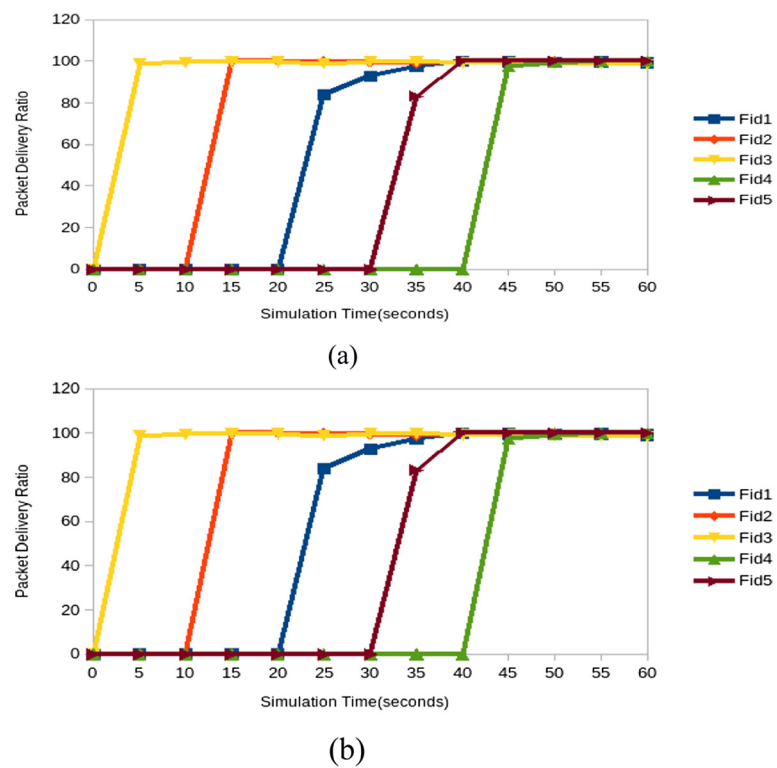 120
100
80
60
40
20
0
Packet Delivery Ratio
0 5 10 15 20 25 30 35 40 45 50 55 60
Simulation Time(seconds)
Fid1
Fid2
Fid3
Fid4
Fid5
(a)
120
100
80
60
40
20
0
Packet Delivery Ratio
0 5 10 15 20 25 30 35 40 45 50 55 60
Simulation Time(seconds)
Fid1
Fid2
Fid3
Fid4
Fid5
(b)